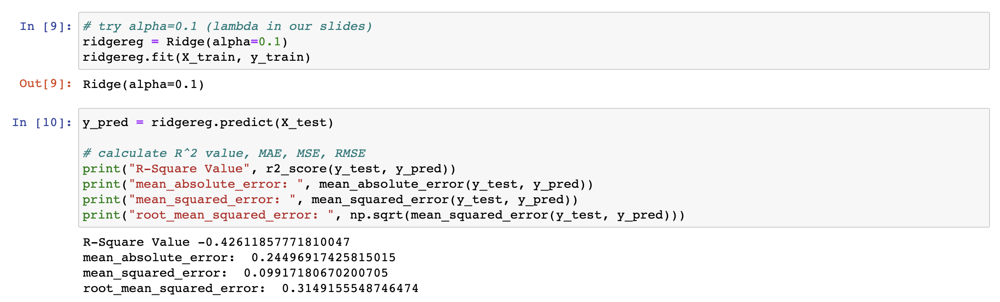 In [9]: # try alpha=0.1 (lambda in our slides)
ridgereg = Ridge(alpha=0.1)
ridgereg.fit(X_train, y_train)
Out[9]: Ridge(alpha=0.1)
In [10]: y_pred = ridgereg.predict(X_test)
# calculate R^2 value, MAE, MSE, RMSE
print("R-Square Value", r2_score(y_test, y_pred))
print("mean_absolute_error: ", mean_absolute_error(y_test, y_pred))
print("mean_squared_error: ", mean_squared_error(y_test, y_pred))
print("root_mean_squared_error: ", np.sqrt(mean_squared_error(y_test, y_pred)))
R-Square Value -0.42611857771810047
mean_absolute_error:  0.24496917425815015
mean_squared_error:  0.09917180670200705
root_mean_squared_error:  0.3149155548746474